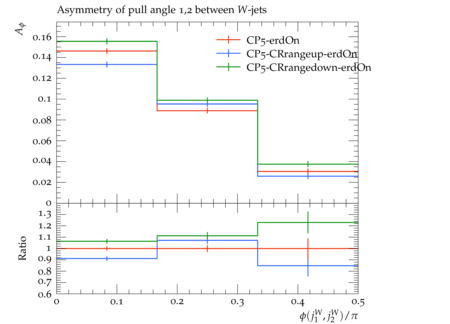 Asymmetry of pull angle 1,2 between W-jets
A_ϕ
0.16
0.14
0.12
0.1
0.08
0.06
0.04
0.02
0
CP5-erdOn
CP5-CRrangeup-erdOn
CP5-CRrangedown-erdOn
Ratio
1.3
1.2
1.1
1
0.9
0.8
0.7
0.6
0 0.1 0.2 0.3 0.4 0.5
ϕ(j₁ᵂ, j₂ᵂ)/π